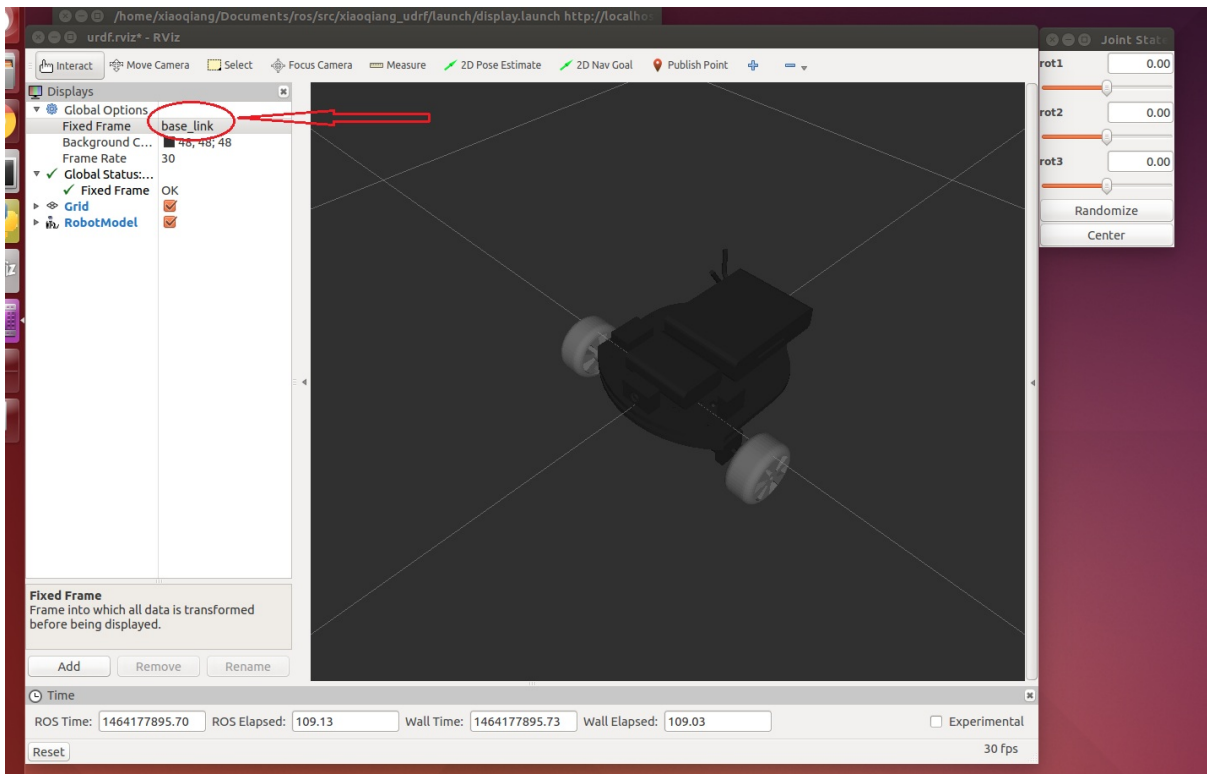 /home/xiaoqiang/Documents/ros/src/xiaoqiang_udrf/launch/display.launch http://localhos
urdf.rviz* - RViz
Joint State
Interact Move Camera Select Focus Camera Measure 2D Pose Estimate 2D Nav Goal Publish Point
rot1 0.00
Displays
Global Options
Fixed Frame base_link
rot2 0.00
Background C... 48; 48; 48
Frame Rate 30
Global Status:...
rot3 0.00
Fixed Frame OK
Grid
RobotModel
Randomize
Center
Fixed Frame
Frame into which all data is transformed
before being displayed.
Add Remove Rename
Time
ROS Time: 1464177895.70 ROS Elapsed: 109.13 Wall Time: 1464177895.73 Wall Elapsed: 109.03 Experimental
Reset 30 fps